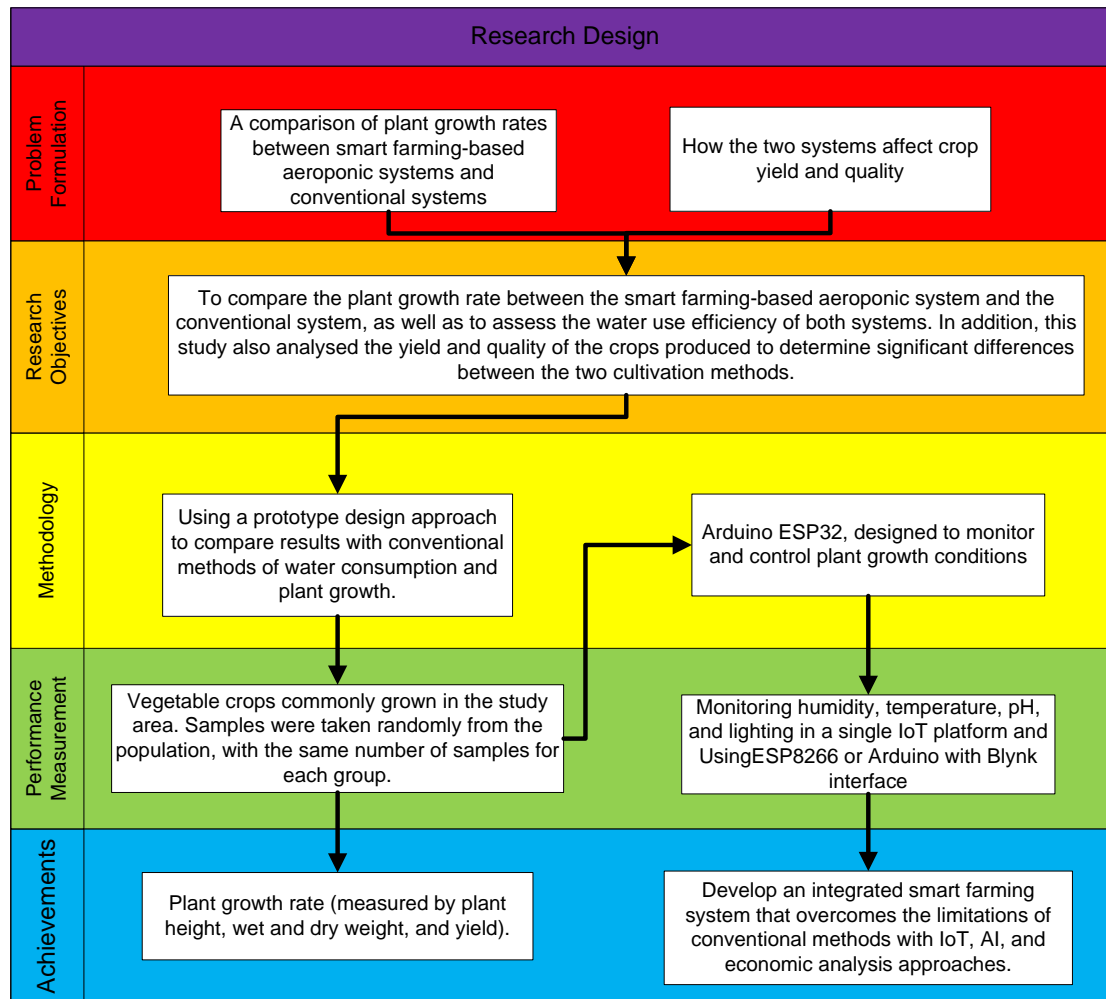 Research Design
Problem
Formulation
A comparison of plant growth rates
between smart farming-based
aeroponic systems and
conventional systems
How the two systems affect crop
yield and quality
Research
Objectives
To compare the plant growth rate between the smart farming-based aeroponic system and the
conventional system, as well as to assess the water use efficiency of both systems. In addition, this
study also analysed the yield and quality of the crops produced to determine significant differences
between the two cultivation methods.
Methodology
Using a prototype design approach
to compare results with conventional
methods of water consumption and
plant growth.
Arduino ESP32, designed to monitor
and control plant growth conditions
Performance
Measurement
Vegetable crops commonly grown in the study
area. Samples were taken randomly from the
population, with the same number of samples for
each group.
Monitoring humidity, temperature, pH,
and lighting in a single IoT platform and
UsingESP8266 or Arduino with Blynk
interface
Achievements
Plant growth rate (measured by plant
height, wet and dry weight, and yield).
Develop an integrated smart farming
system that overcomes the limitations of
conventional methods with IoT, AI, and
economic analysis approaches.